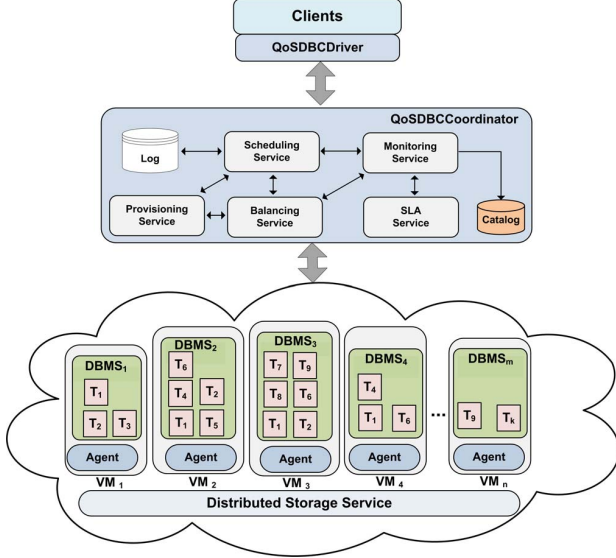 Clients
QoSDBCDriver
QoSDBCCoordinator
Log
Scheduling
Service
Monitoring
Service
Provisioning
Service
Balancing
Service
SLA
Service
Catalog
DBMS1
T1
T2 T3
Agent
VM 1
DBMS2
T6
T4 T2
T1 T5
Agent
VM 2
DBMS3
T7 T9
T8 T6
T1 T2
Agent
VM 3
DBMS4
T4
T1 T6
Agent
VM 4
...
DBMSm
T9 Tk
Agent
VM n
Distributed Storage Service